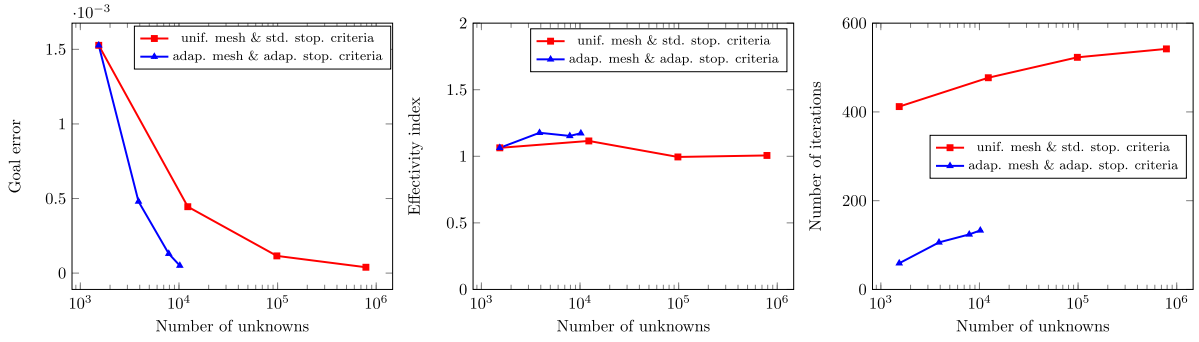 ·10⁻³
1.5
1
0.5
0
Goal error
unif. mesh & std. stop. criteria
adap. mesh & adap. stop. criteria
10³ 10⁴ 10⁵ 10⁶
Number of unknowns
2
1.5
1
0.5
0
Effectivity index
unif. mesh & std. stop. criteria
adap. mesh & adap. stop. criteria
10³ 10⁴ 10⁵ 10⁶
Number of unknowns
600
400
200
0
Number of iterations
unif. mesh & std. stop. criteria
adap. mesh & adap. stop. criteria
10³ 10⁴ 10⁵ 10⁶
Number of unknowns